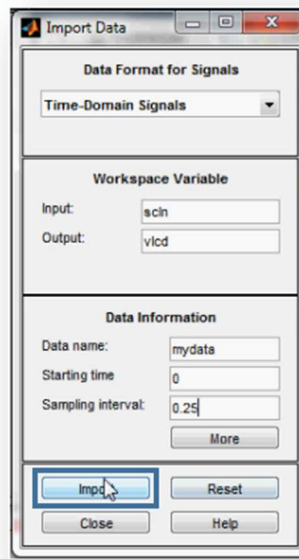 Import Data
Data Format for Signals
Time-Domain Signals
Workspace Variable
Input: scln
Output: vlcd
Data Information
Data name: mydata
Starting time 0
Sampling interval: 0.25
More
Import Reset
Close Help